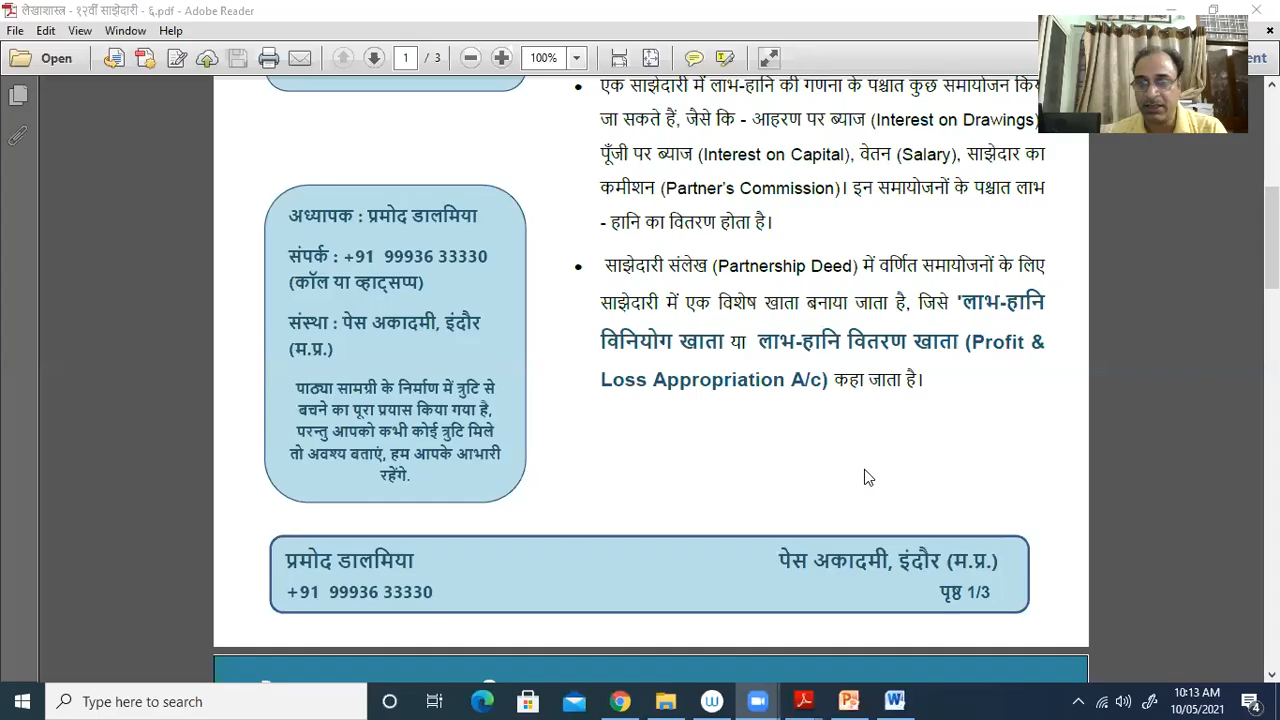 लेखाशास्त्र - १२वीं साझेदारी - ६.pdf - Adobe Reader
File Edit View Window Help
Open 1 / 3 100%
एक साझेदारी में लाभ-हानि की गणना के पश्चात कुछ समायोजन किये
जा सकते हैं, जैसे कि - आहरण पर ब्याज (Interest on Drawings)
पूँजी पर ब्याज (Interest on Capital), वेतन (Salary), साझेदार का
कमीशन (Partner's Commission)। इन समायोजनों के पश्चात लाभ
- हानि का वितरण होता है।
साझेदारी संलेख (Partnership Deed) में वर्णित समायोजनों के लिए
साझेदारी में एक विशेष खाता बनाया जाता है, जिसे 'लाभ-हानि
विनियोग खाता या लाभ-हानि वितरण खाता (Profit &
Loss Appropriation A/c) कहा जाता है।
अध्यापक : प्रमोद डालमिया
संपर्क : +91 99936 33330
(कॉल या व्हाट्सप्प)
संस्था : पेस अकादमी, इंदौर
(म.प्र.)
पाठ्या सामग्री के निर्माण में त्रुटि से
बचने का पूरा प्रयास किया गया है,
परन्तु आपको कभी कोई त्रुटि मिले
तो अवश्य बताएं, हम आपके आभारी
रहेंगे.
प्रमोद डालमिया पेस अकादमी, इंदौर (म.प्र.)
+91 99936 33330 पृष्ठ 1/3
Type here to search
10:13 AM
10/05/2021
4